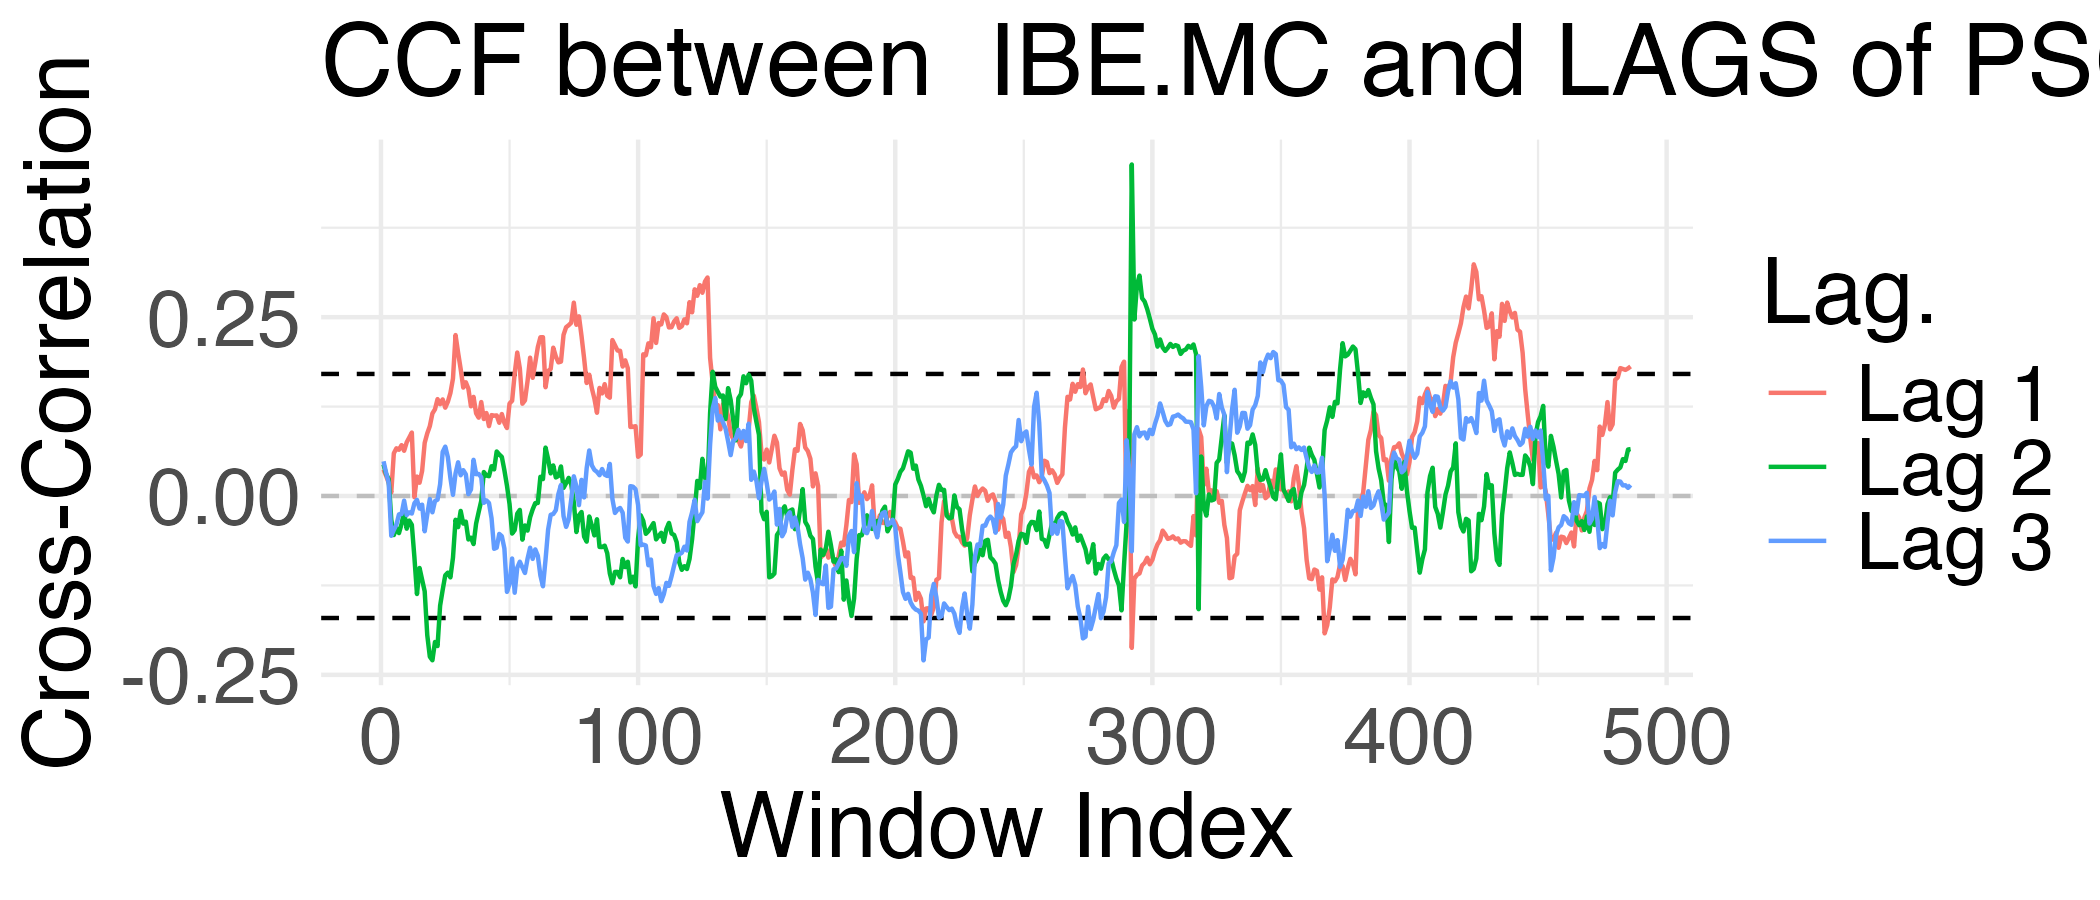 CCF between  IBE.MC and LAGS of PS
Cross-Correlation
0.25
0.00
-0.25
0
100
200
300
400
500
Window Index
Lag.
Lag 1
Lag 2
Lag 3